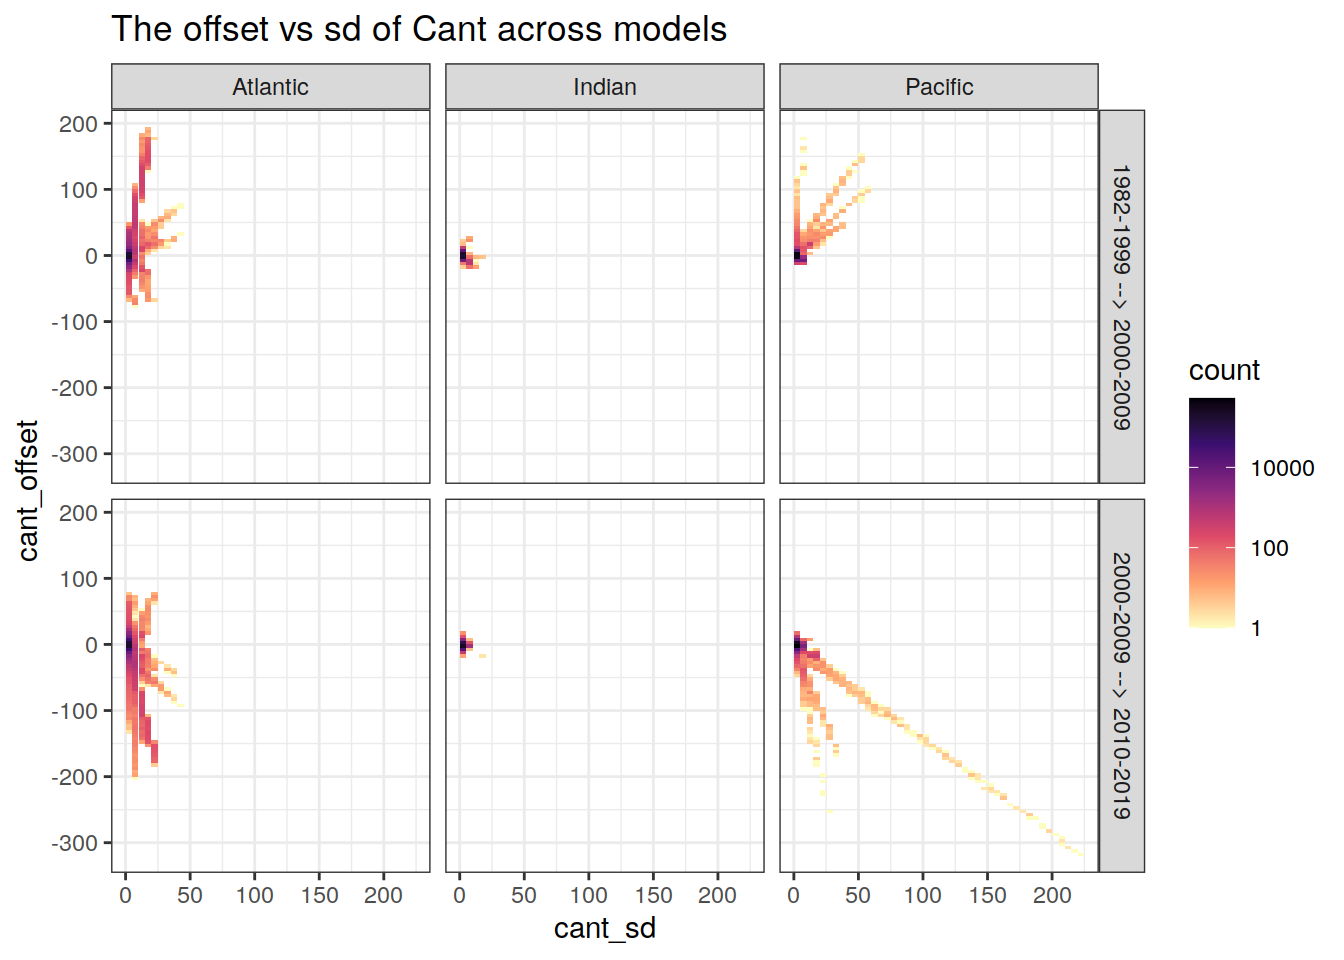 The offset vs sd of Cant across models
Atlantic
Indian
Pacific
200
100
0
-100
-200
-300
1982-1999 --> 2000-2009
200
100
0
-100
-200
-300
2000-2009 --> 2010-2019
cant_offset
0 50 100 150 200
0 50 100 150 200
0 50 100 150 200
cant_sd
count
10000
100
1